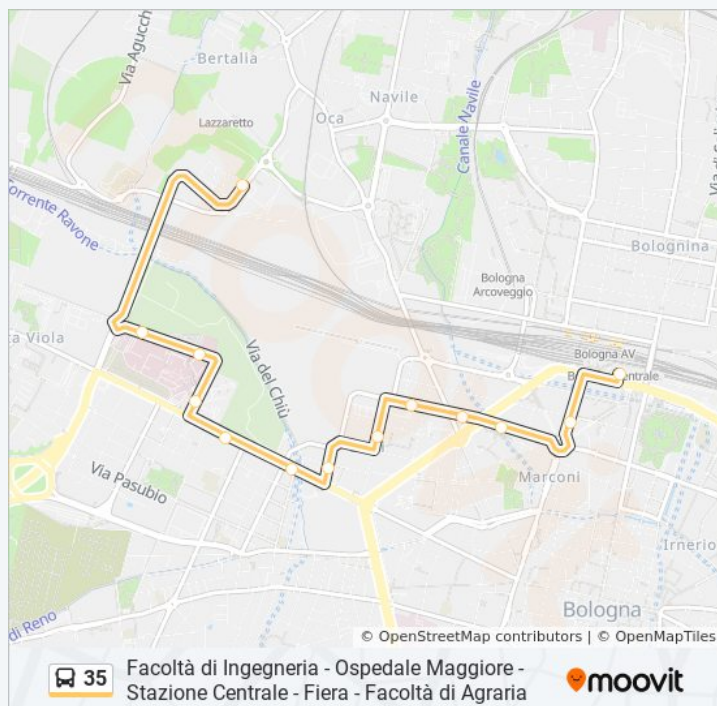 Via Agucchi
Bertalia
Navile
Lazzaretto
Oca
Canale Navile
Torrente Ravone
Bolognina
Bologna
Arcoveggio
ta Viola
Via del Chiù
Bologna AV
Centrale
Via Pasubio
Marconi
Irnerio
Bologna
di Reno
© OpenStreetMap contributors | © OpenMapTiles
35
Facoltà di Ingegneria - Ospedale Maggiore -
Stazione Centrale - Fiera - Facoltà di Agraria
moovit